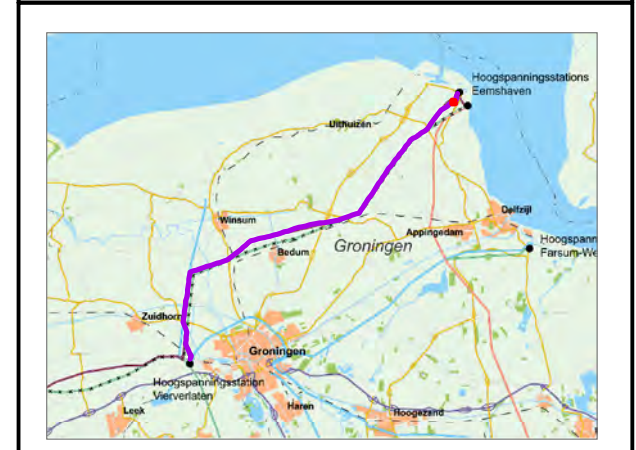 Hoogspanningsstations
Eemshaven
Uithuizen
Delfzijl
Winsum
Appingedam
Groningen
Hoogspann
Farsum-We
Bedum
Zuidhorn
Groningen
Hoogspanningsstation
Vierverlaten
Leek
Haren
Hoogezand